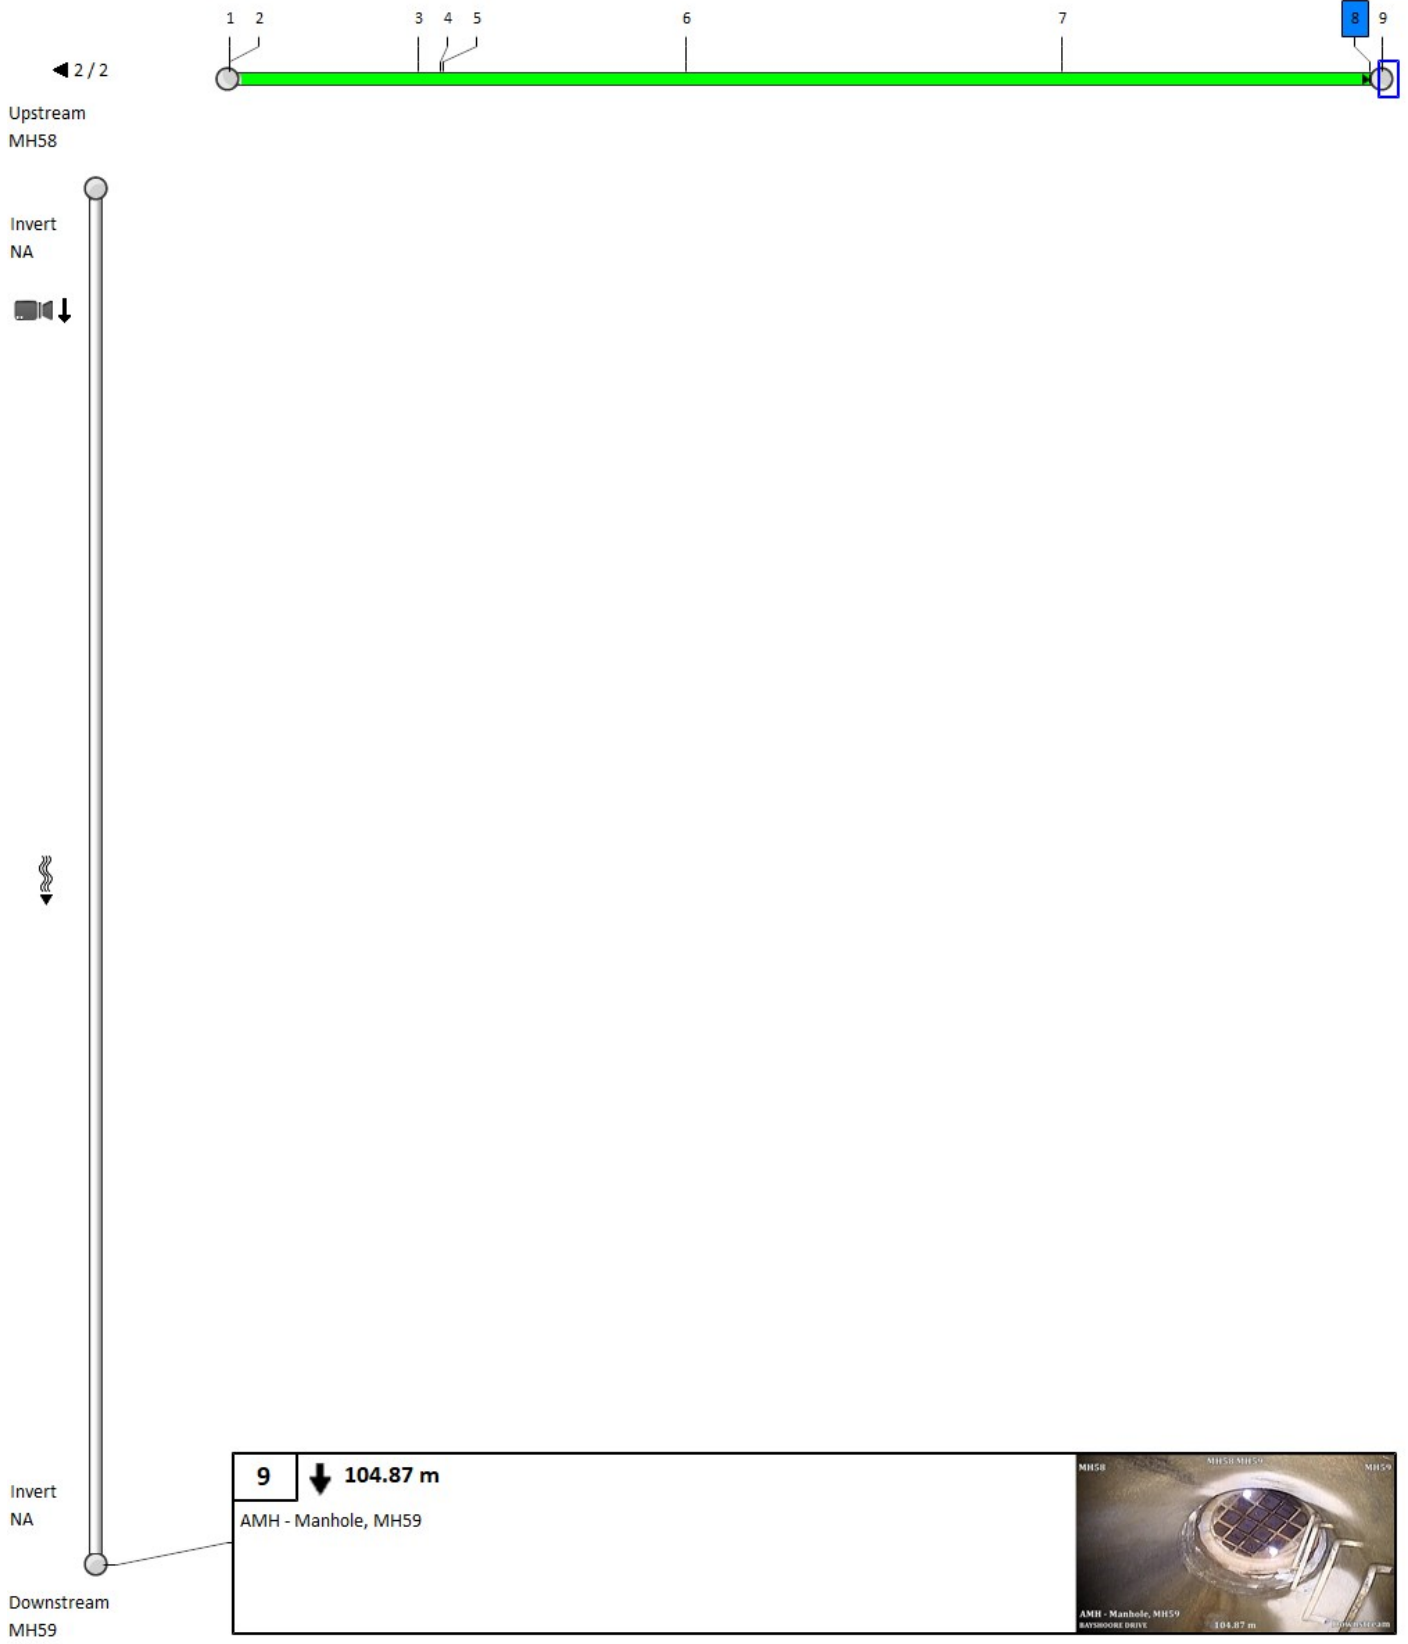 1 2 3 4 5 6 7 8 9
2 / 2
Upstream
MH58
Invert
NA
9 104.87 m
AMH - Manhole, MH59
MH58 MH58 MH59 MH59
AMH - Manhole, MH59
BAYSHOORE DRIVE 104.87 m Downstream
Invert
NA
Downstream
MH59